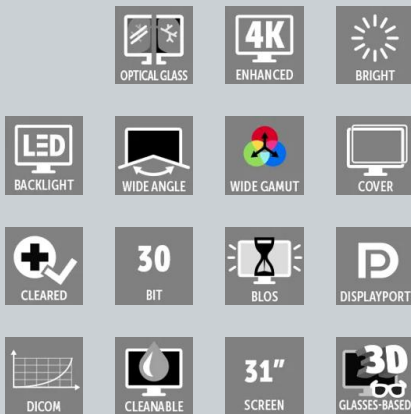 OPTICAL GLASS
4K
ENHANCED
BRIGHT
LED
BACKLIGHT
WIDE ANGLE
WIDE GAMUT
COVER
CLEARED
30
BIT
BLOS
DISPLAYPORT
DICOM
CLEANABLE
31"
SCREEN
3D
GLASSES-BASED